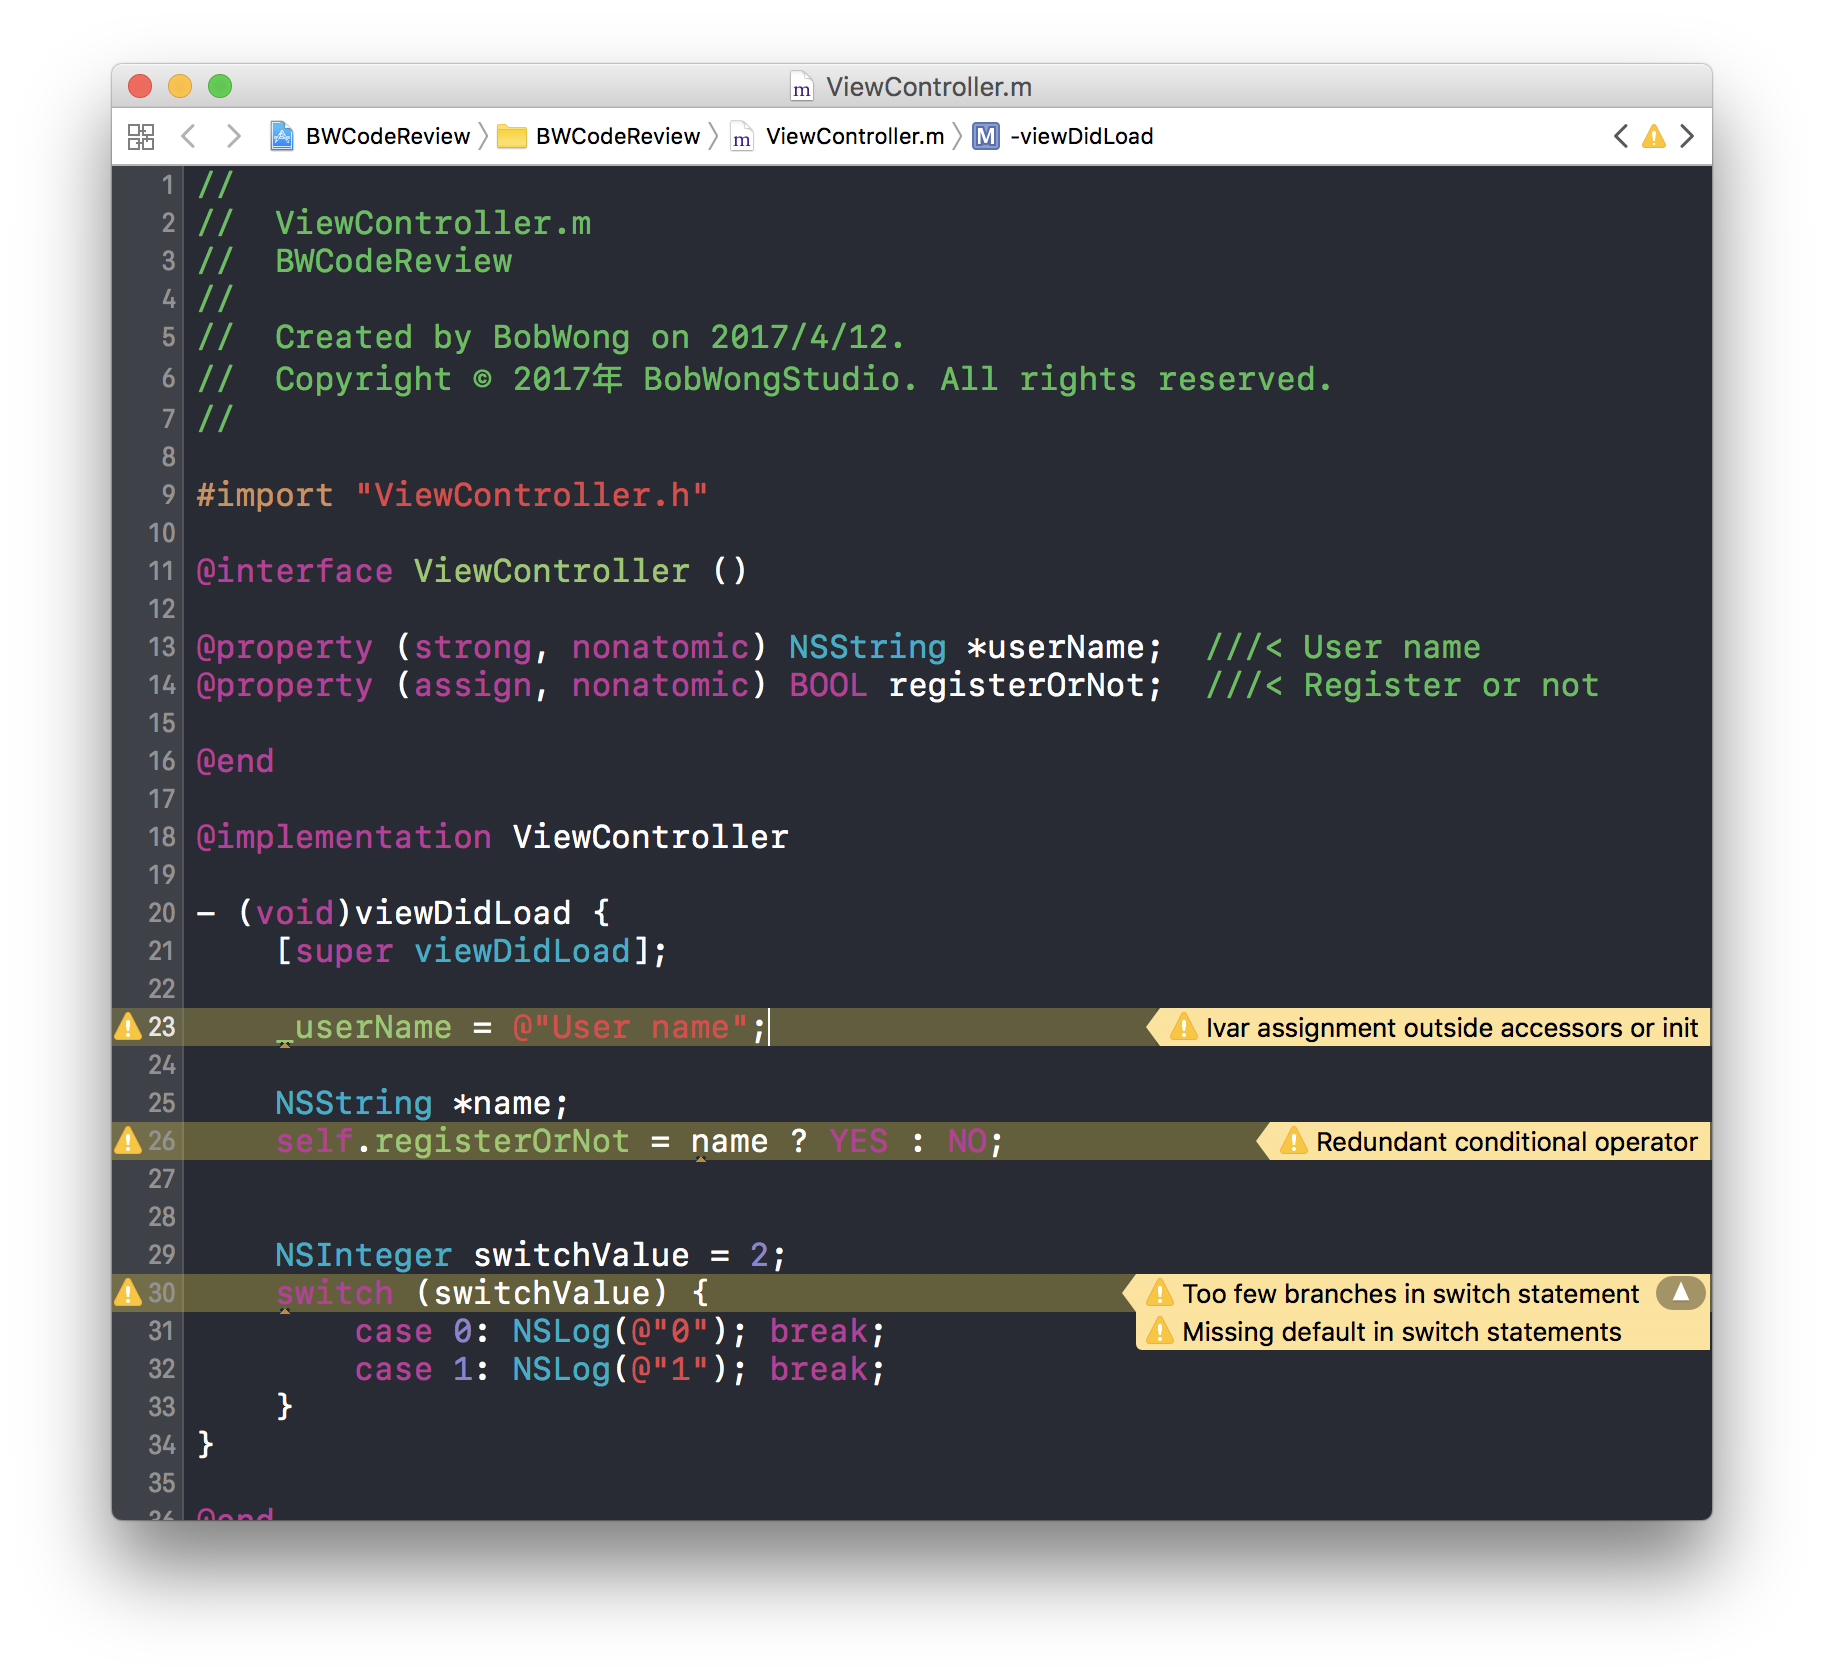 ViewController.m
BWCodeReview BWCodeReview ViewController.m M -viewDidLoad
1 //
2 //  ViewController.m
3 //  BWCodeReview
4 //
5 //  Created by BobWong on 2017/4/12.
6 //  Copyright © 2017年 BobWongStudio. All rights reserved.
7 //
8
9 #import "ViewController.h"
10
11 @interface ViewController ()
12
13 @property (strong, nonatomic) NSString *userName;  ///< User name
14 @property (assign, nonatomic) BOOL registerOrNot;  ///< Register or not
15
16 @end
17
18 @implementation ViewController
19
20 - (void)viewDidLoad {
21     [super viewDidLoad];
22
23     _userName = @"User name"; Ivar assignment outside accessors or init
24
25     NSString *name;
26     self.registerOrNot = name ? YES : NO; Redundant conditional operator
27
28
29     NSInteger switchValue = 2;
30     switch (switchValue) { Too few branches in switch statement
31         case 0: NSLog(@"0"); break; Missing default in switch statements
32         case 1: NSLog(@"1"); break;
33     }
34 }
35
36 @end